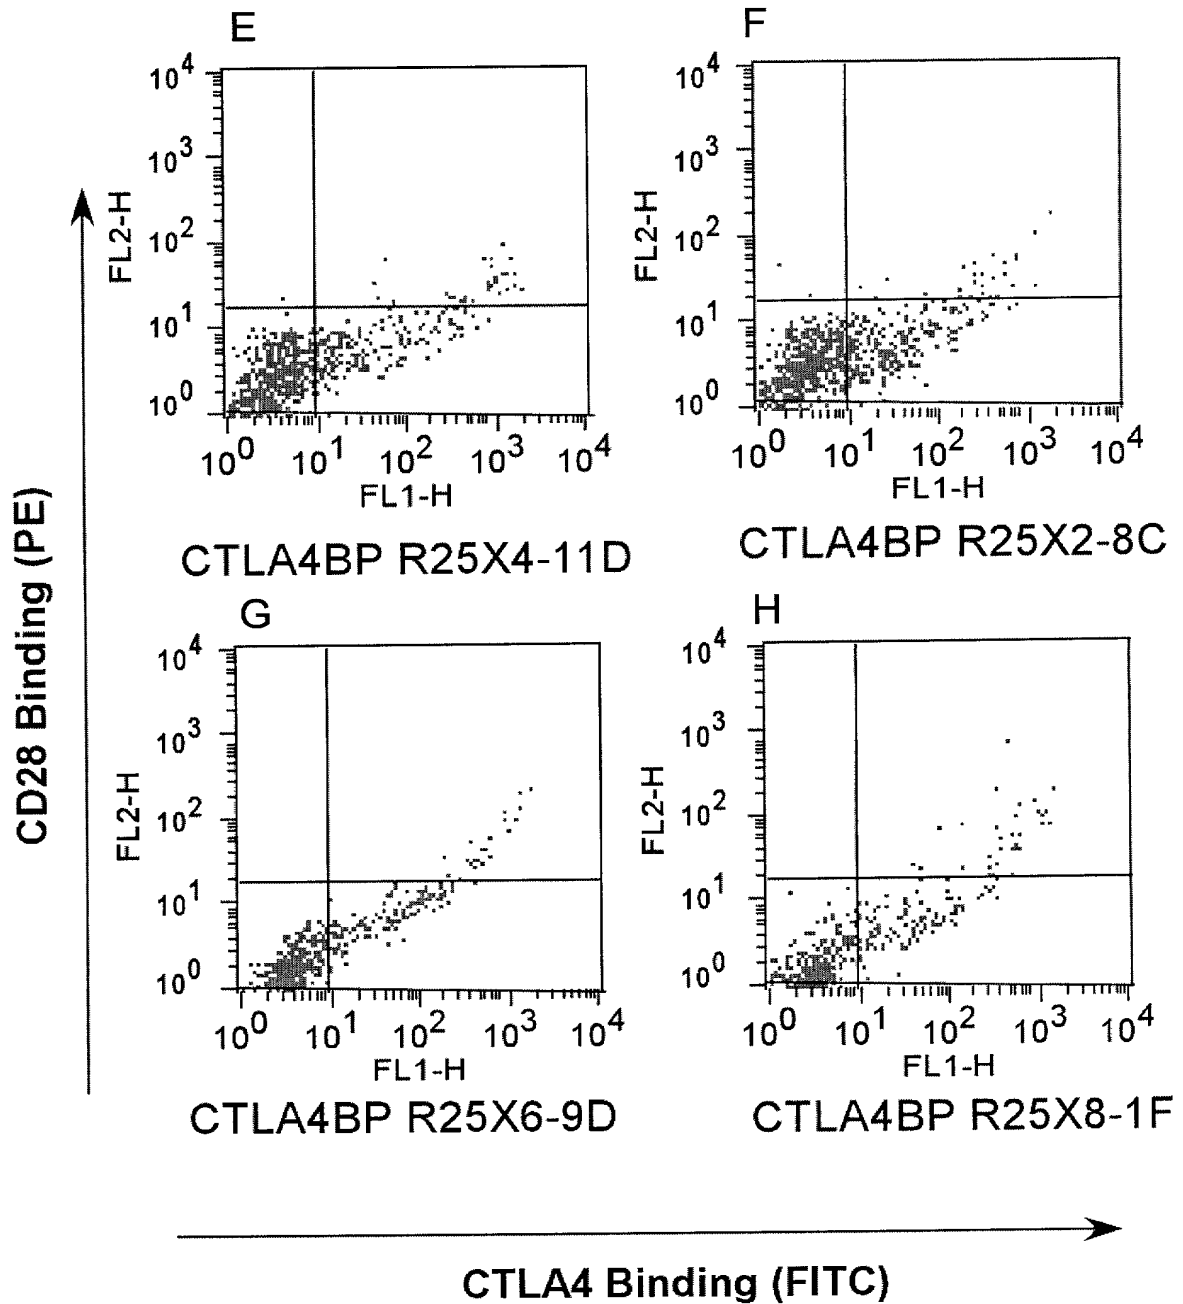 E
10^4
10^3
10^2
10^1
10^0
FL2-H
10^0 10^1 10^2 10^3 10^4
FL1-H
CTLA4BP R25X4-11D
F
10^4
10^3
10^2
10^1
10^0
FL2-H
10^0 10^1 10^2 10^3 10^4
FL1-H
CTLA4BP R25X2-8C
G
10^4
10^3
10^2
10^1
10^0
FL2-H
10^0 10^1 10^2 10^3 10^4
FL1-H
CTLA4BP R25X6-9D
H
10^4
10^3
10^2
10^1
10^0
FL2-H
10^0 10^1 10^2 10^3 10^4
FL1-H
CTLA4BP R25X8-1F
CD28 Binding (PE)
CTLA4 Binding (FITC)